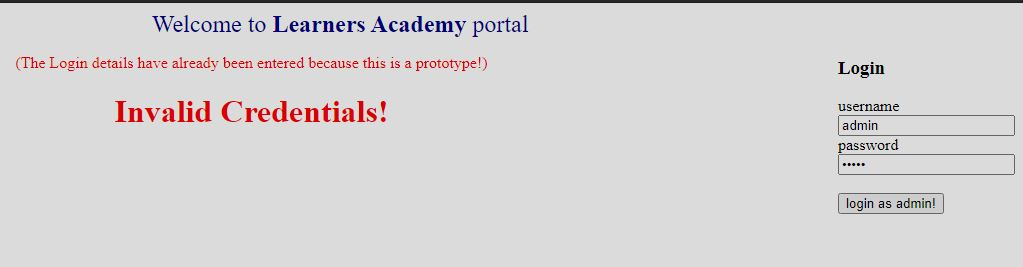 Welcome to Learners Academy portal
(The Login details have already been entered because this is a prototype!)
Invalid Credentials!
Login
username
admin
password
•••••
login as admin!